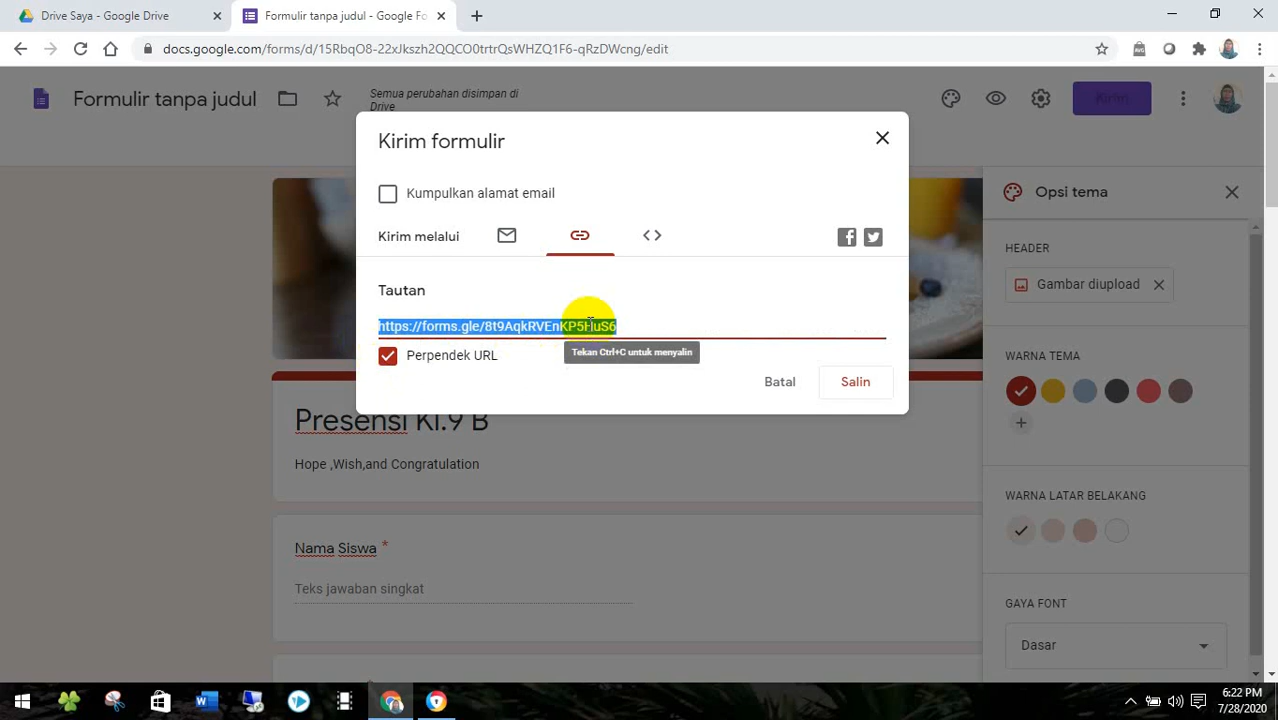 Drive Saya - Google Drive
Formulir tanpa judul - Google Fo
docs.google.com/forms/d/15RbqO8-22xJkszh2QQCO0trtrQsWHZQ1F6-qRzDWcng/edit
AVG
Formulir tanpa judul
Semua perubahan disimpan di
Drive
Kirim
Kirim formulir
Kumpulkan alamat email
Kirim melalui
Tautan
https://forms.gle/8t9AqkRVEnKP5HuS6
Tekan Ctrl+C untuk menyalin
Perpendek URL
Batal
Salin
Presensi Kl.9 B
Hope ,Wish,and Congratulation
Nama Siswa *
Teks jawaban singkat
Opsi tema
HEADER
Gambar diupload
WARNA TEMA
WARNA LATAR BELAKANG
GAYA FONT
Dasar
6:22 PM
7/28/2020